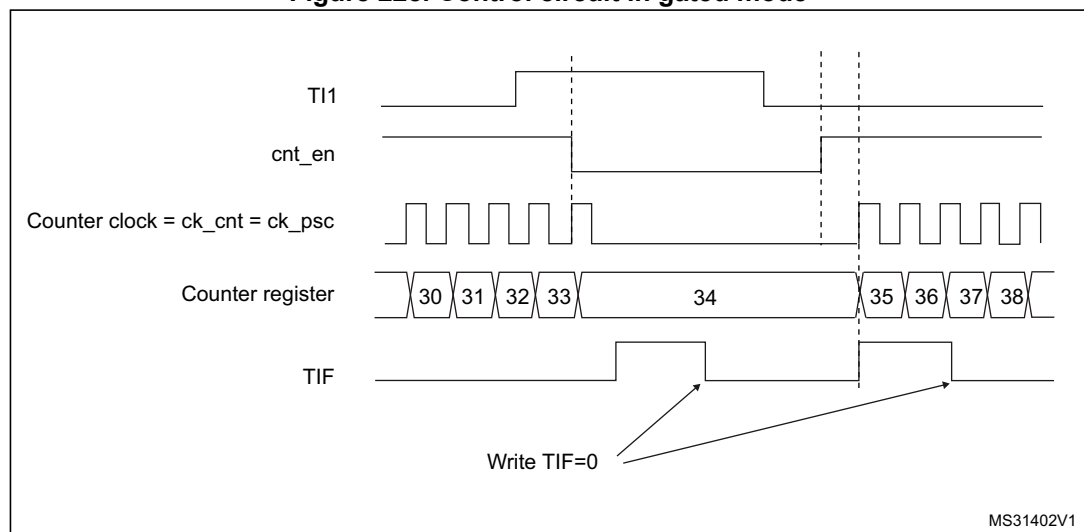 TI1
cnt_en
Counter clock = ck_cnt = ck_psc
Counter register
30 31 32 33 34 35 36 37 38
TIF
Write TIF=0
MS31402V1